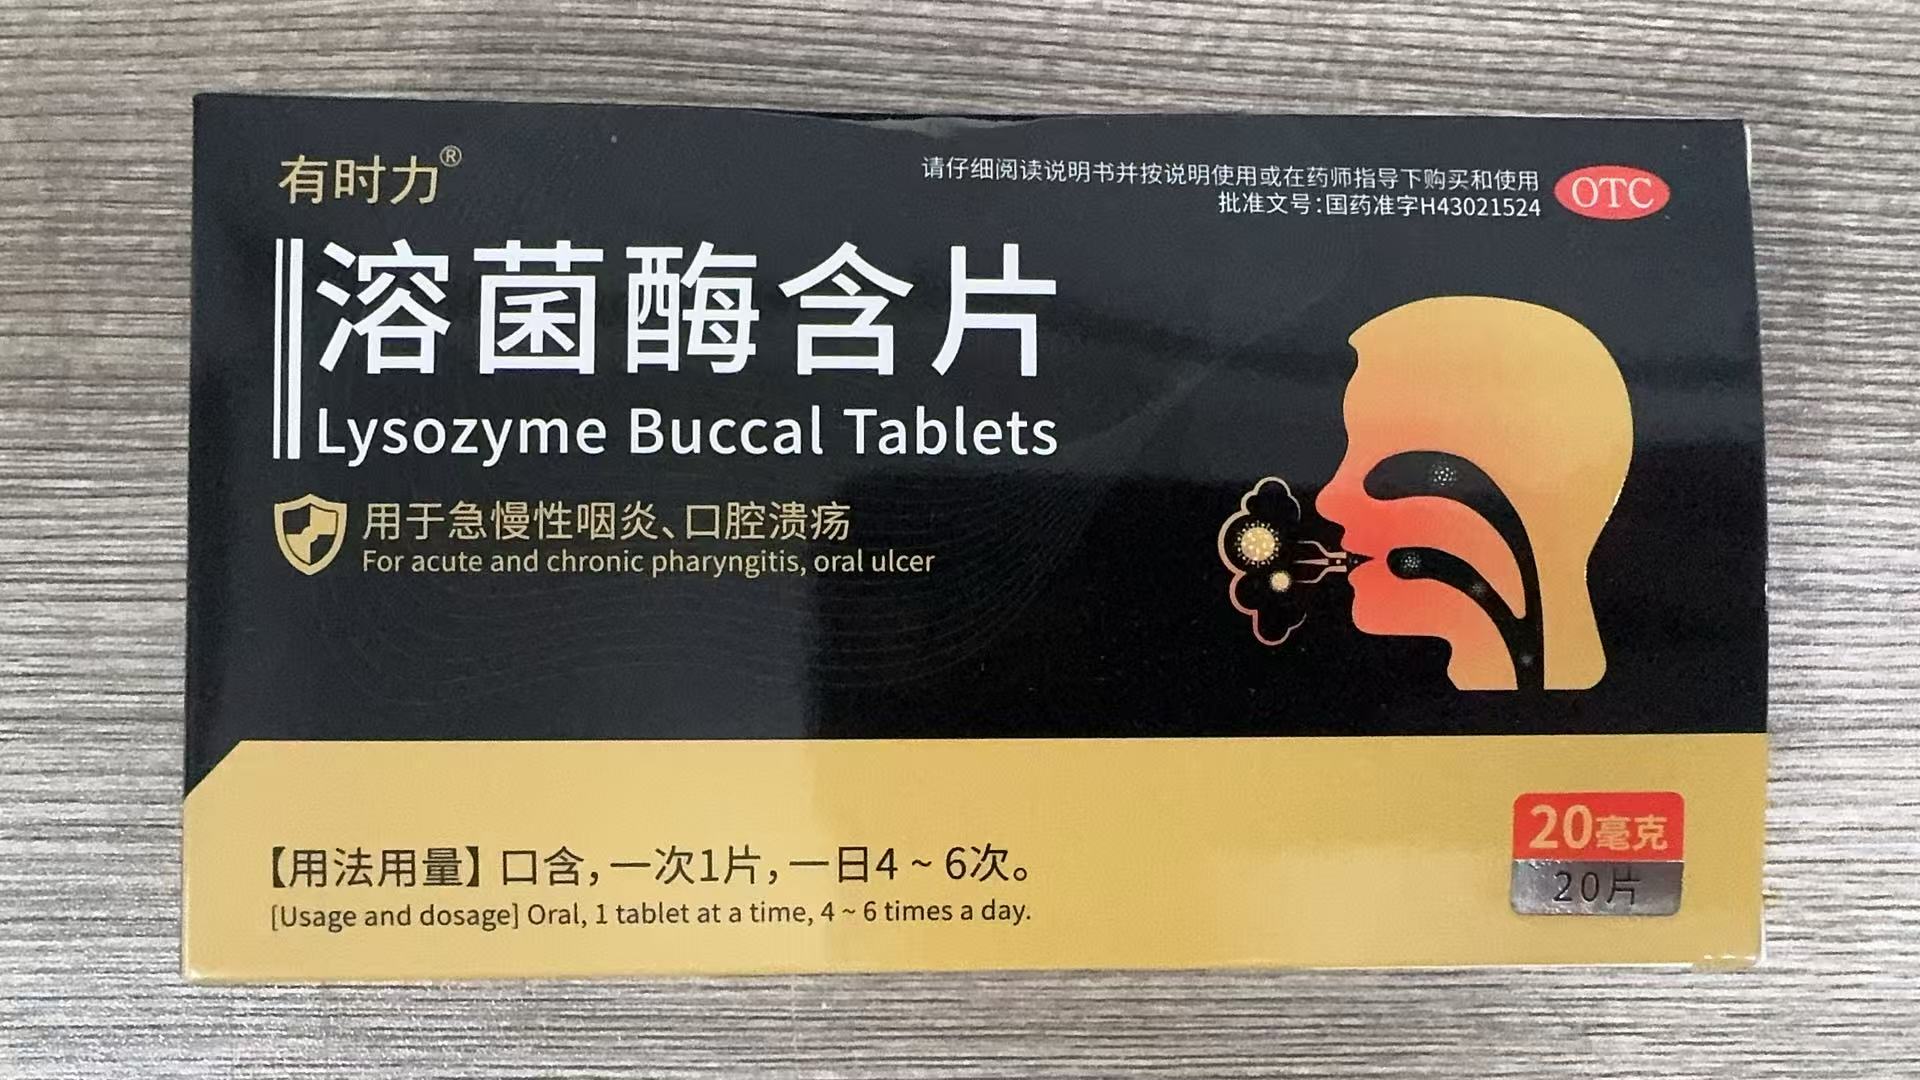 有时力®
请仔细阅读说明书并按说明使用或在药师指导下购买和使用
批准文号:国药准字H43021524
OTC
溶菌酶含片
Lysozyme Buccal Tablets
用于急慢性咽炎、口腔溃疡
For acute and chronic pharyngitis, oral ulcer
【用法用量】口含,一次1片,一日4 ~ 6次。
[Usage and dosage] Oral, 1 tablet at a time, 4 ~ 6 times a day.
20毫克
20片